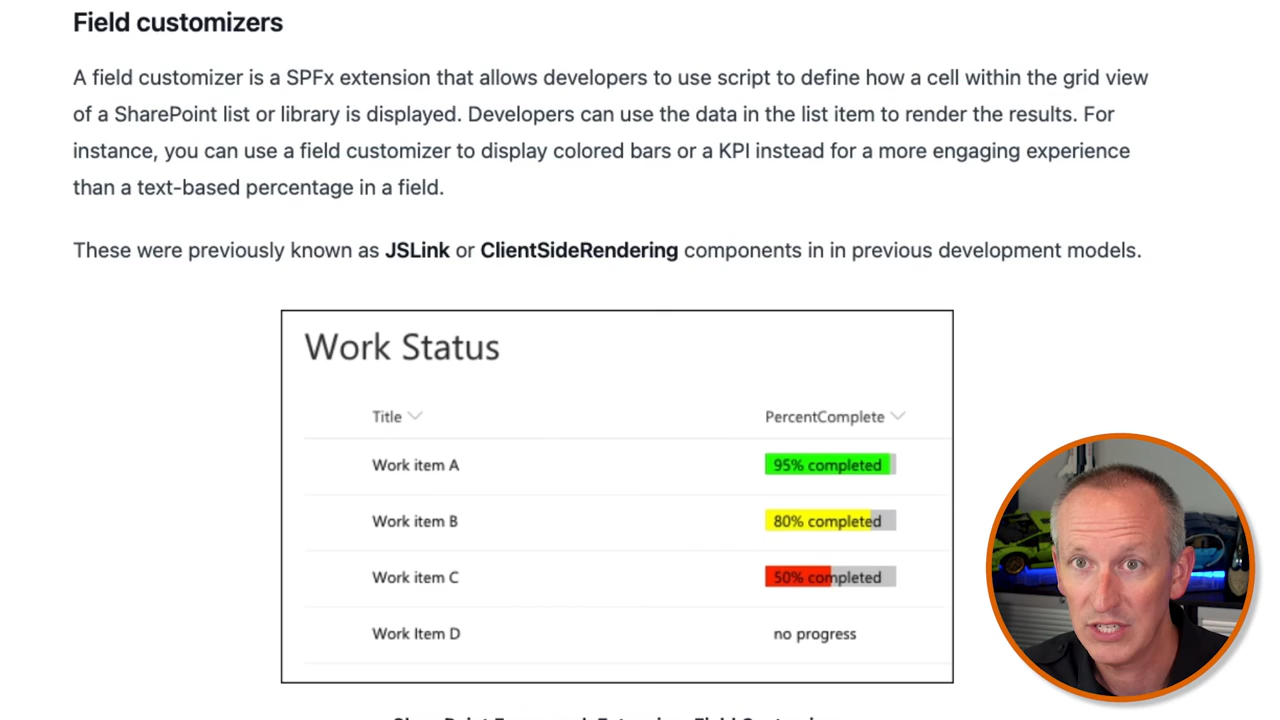 Field customizers
A field customizer is a SPFx extension that allows developers to use script to define how a cell within the grid view
of a SharePoint list or library is displayed. Developers can use the data in the list item to render the results. For
instance, you can use a field customizer to display colored bars or a KPI instead for a more engaging experience
than a text-based percentage in a field.
These were previously known as JSLink or ClientSideRendering components in in previous development models.
Work Status
Title PercentComplete
Work item A 95% completed
Work item B 80% completed
Work item C 50% completed
Work Item D no progress